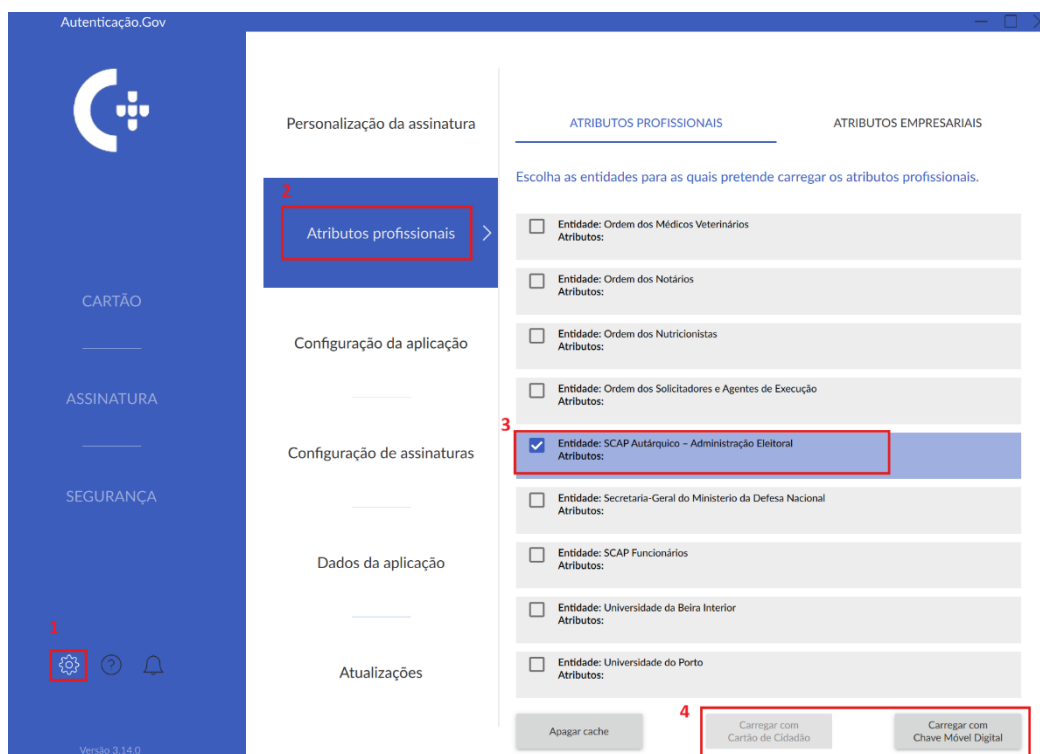 Autenticação.Gov
CARTÃO
ASSINATURA
SEGURANÇA
1
Versão 3.14.0
Personalização da assinatura
2
Atributos profissionais
Configuração da aplicação
Configuração de assinaturas
Dados da aplicação
Atualizações
ATRIBUTOS PROFISSIONAIS
ATRIBUTOS EMPRESARIAIS
Escolha as entidades para as quais pretende carregar os atributos profissionais.
Entidade: Ordem dos Médicos Veterinários
Atributos:
Entidade: Ordem dos Notários
Atributos:
Entidade: Ordem dos Nutricionistas
Atributos:
Entidade: Ordem dos Solicitadores e Agentes de Execução
Atributos:
3
Entidade: SCAP Autárquico – Administração Eleitoral
Atributos:
Entidade: Secretaria-Geral do Ministerio da Defesa Nacional
Atributos:
Entidade: SCAP Funcionários
Atributos:
Entidade: Universidade da Beira Interior
Atributos:
Entidade: Universidade do Porto
Atributos:
4
Apagar cache
Carregar com
Cartão de Cidadão
Carregar com
Chave Móvel Digital